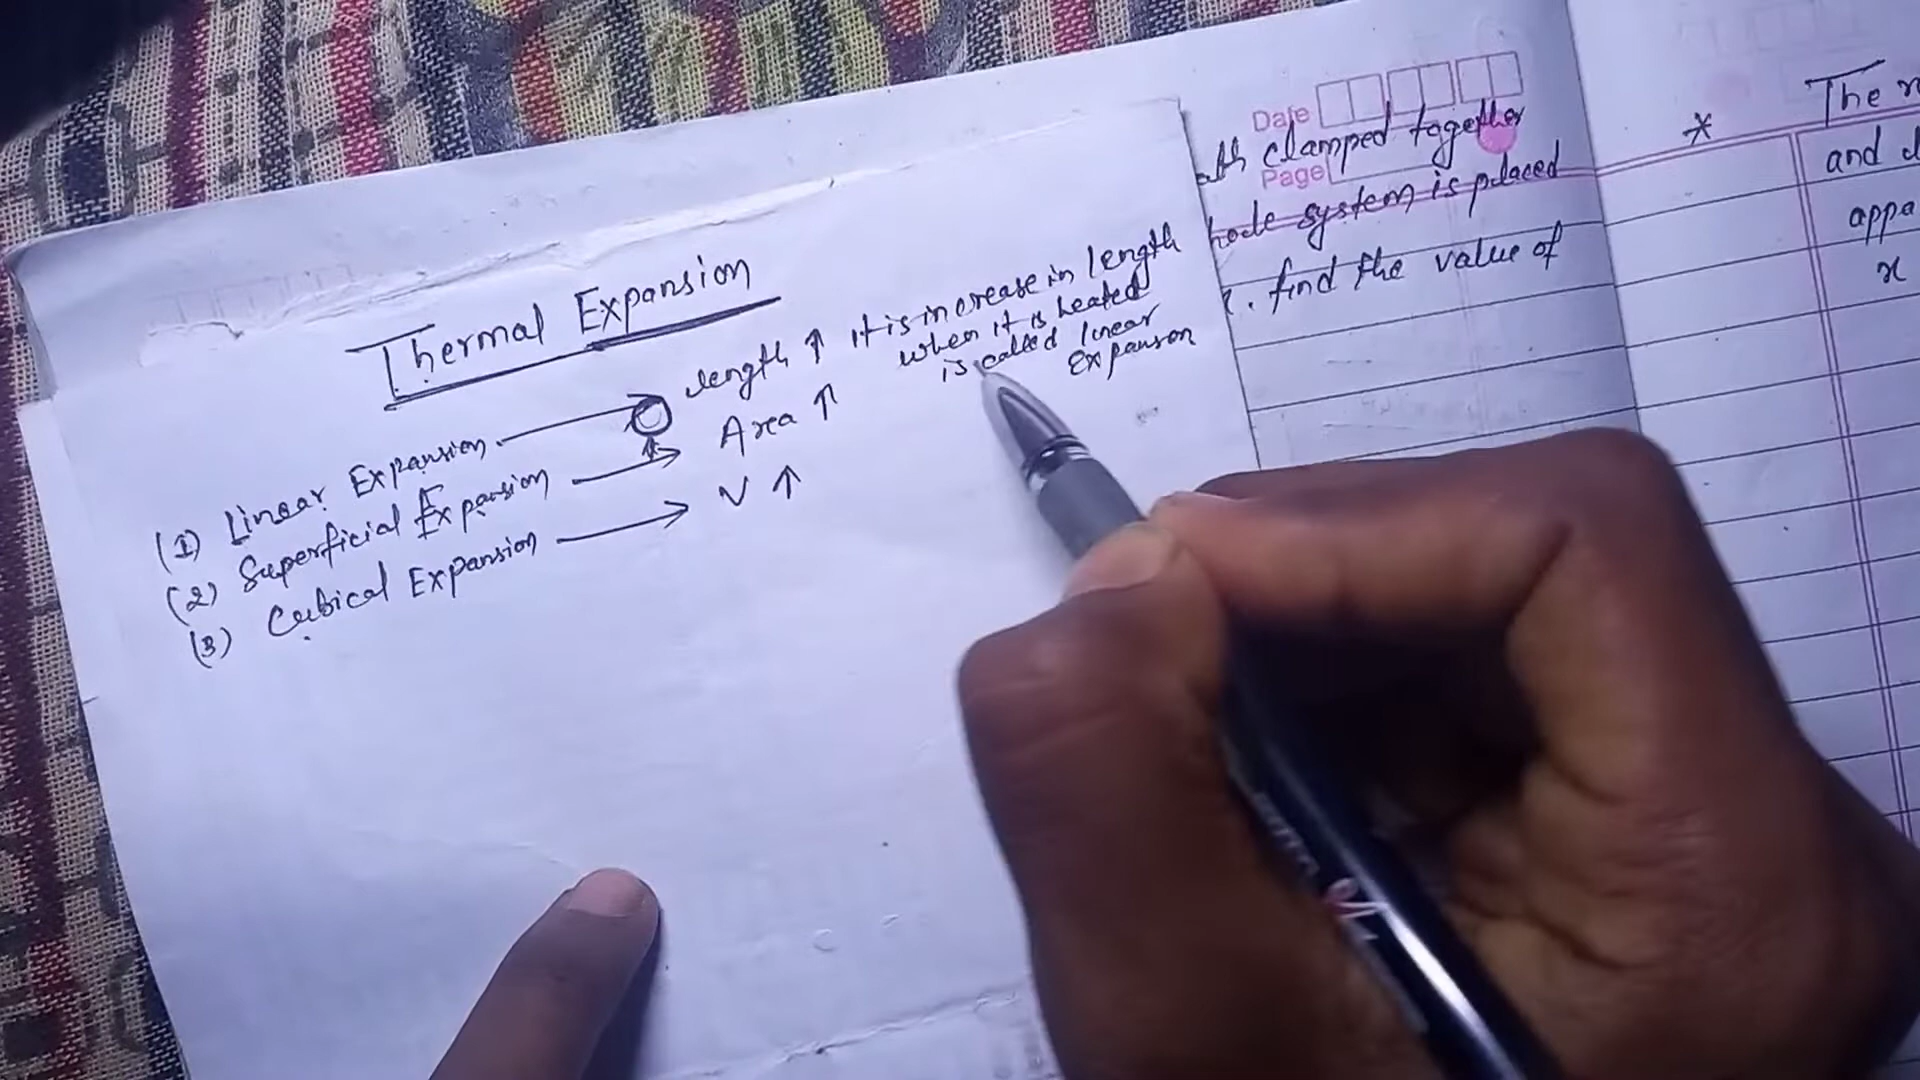 Thermal Expansion
(1) Linear Expansion → length ↑ it is increase in length
when it is heated
is called linear
Expanson
(2) Superficial Expansion → Area ↑
(3) Cubical Expansion → V ↑
Date
Page
clamped together
system is placed
find the value of
*
The
and
appa
x